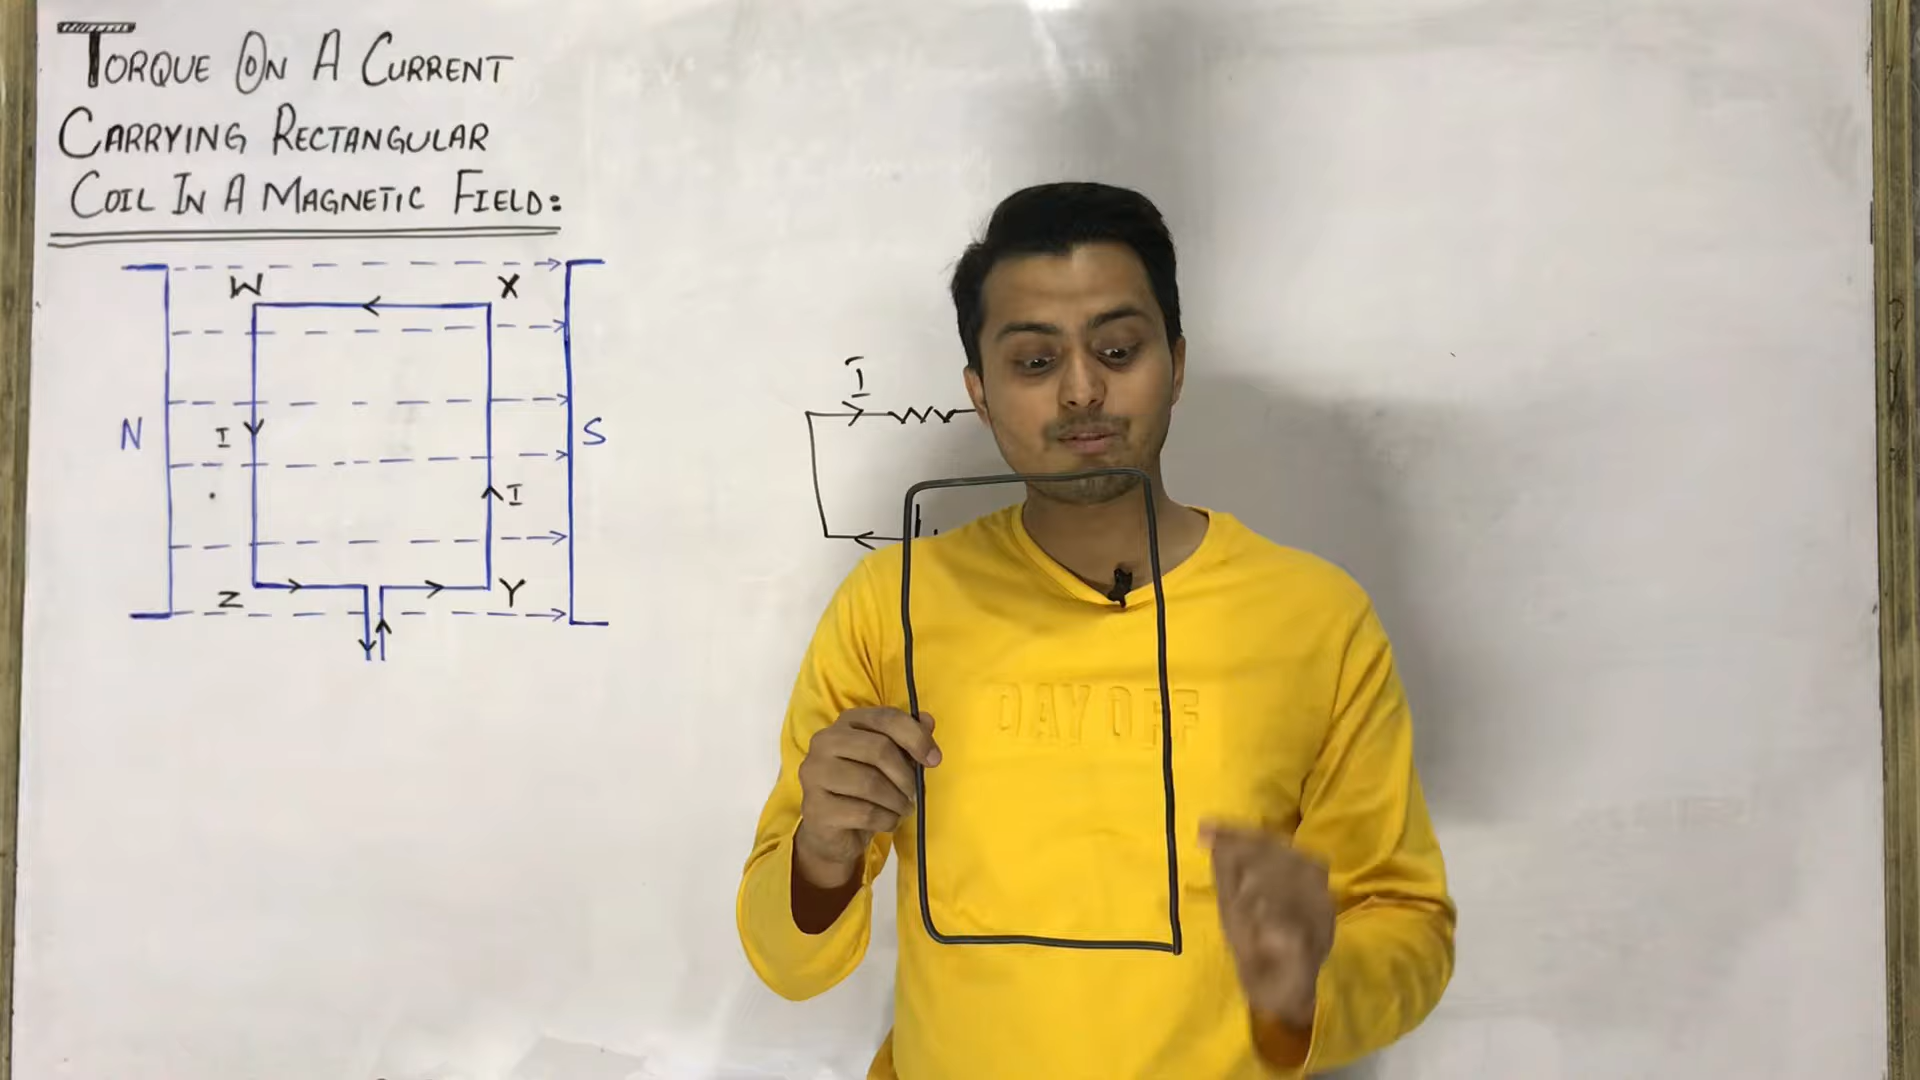 TORQUE ON A CURRENT
CARRYING RECTANGULAR
COIL IN A MAGNETIC FIELD:
W X
N I S
I
Z Y
I
DAY OFF